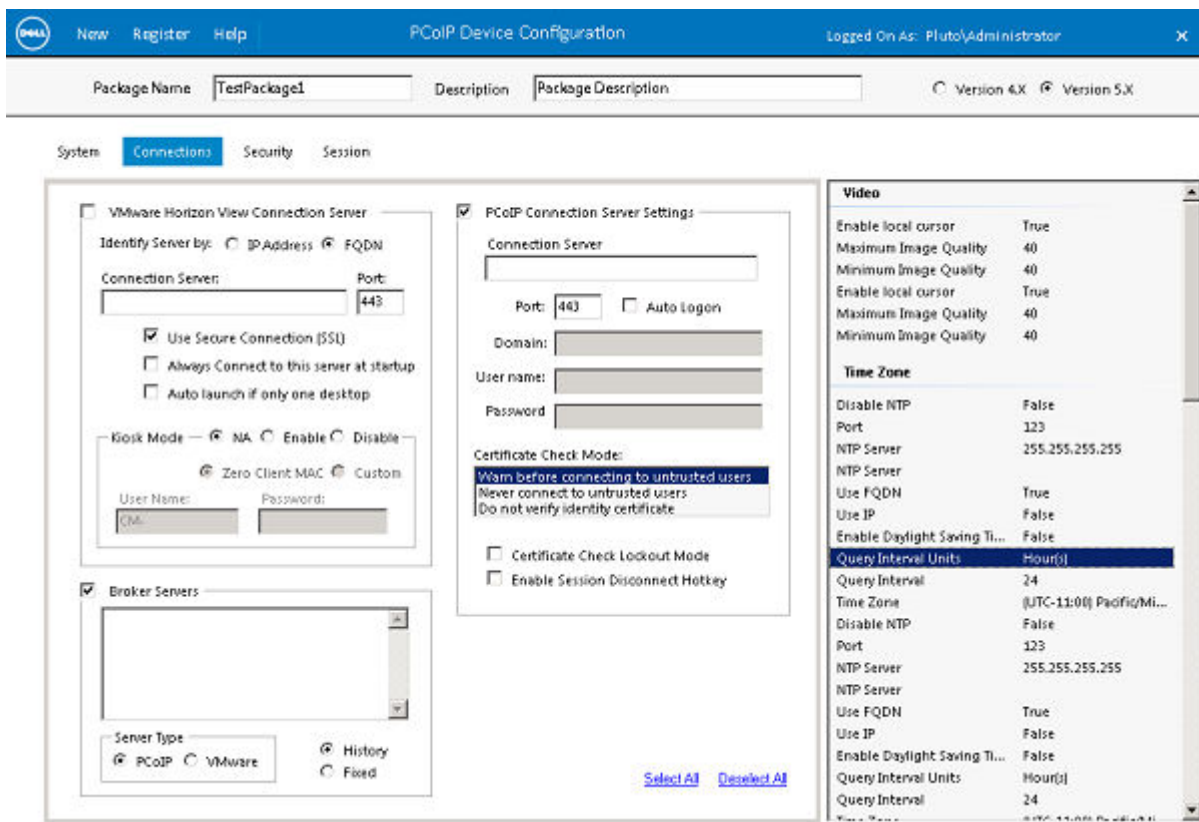 DELL New Register Help PCoIP Device Configuration Logged On As: Pluto\Administrator ×
Package Name TestPackage1 Description Package Description Version 4.X Version 5.X
System Connections Security Session
VMware Horizon View Connection Server
Identify Server by: IP Address FQDN
Connection Server: Port:
443
Use Secure Connection (SSL)
Always Connect to this server at startup
Auto launch if only one desktop
Kiosk Mode NA Enable Disable
Zero Client MAC Custom
User Name: Password:
CM-
Broker Servers
Server Type
PCoIP VMware
History
Fixed
PCoIP Connection Server Settings
Connection Server
Port: 443 Auto Logon
Domain:
User name:
Password
Certificate Check Mode:
Warn before connecting to untrusted users
Never connect to untrusted users
Do not verify identity certificate
Certificate Check Lockout Mode
Enable Session Disconnect Hotkey
Select All Deselect All
Video
Enable local cursor True
Maximum Image Quality 40
Minimum Image Quality 40
Enable local cursor True
Maximum Image Quality 40
Minimum Image Quality 40
Time Zone
Disable NTP False
Port 123
NTP Server 255.255.255.255
NTP Server
Use FQDN True
Use IP False
Enable Daylight Saving Ti... False
Query Interval Units Hour(s)
Query Interval 24
Time Zone (UTC-11:00) Pacific/Mi...
Disable NTP False
Port 123
NTP Server 255.255.255.255
NTP Server
Use FQDN True
Use IP False
Enable Daylight Saving Ti... False
Query Interval Units Hour(s)
Query Interval 24